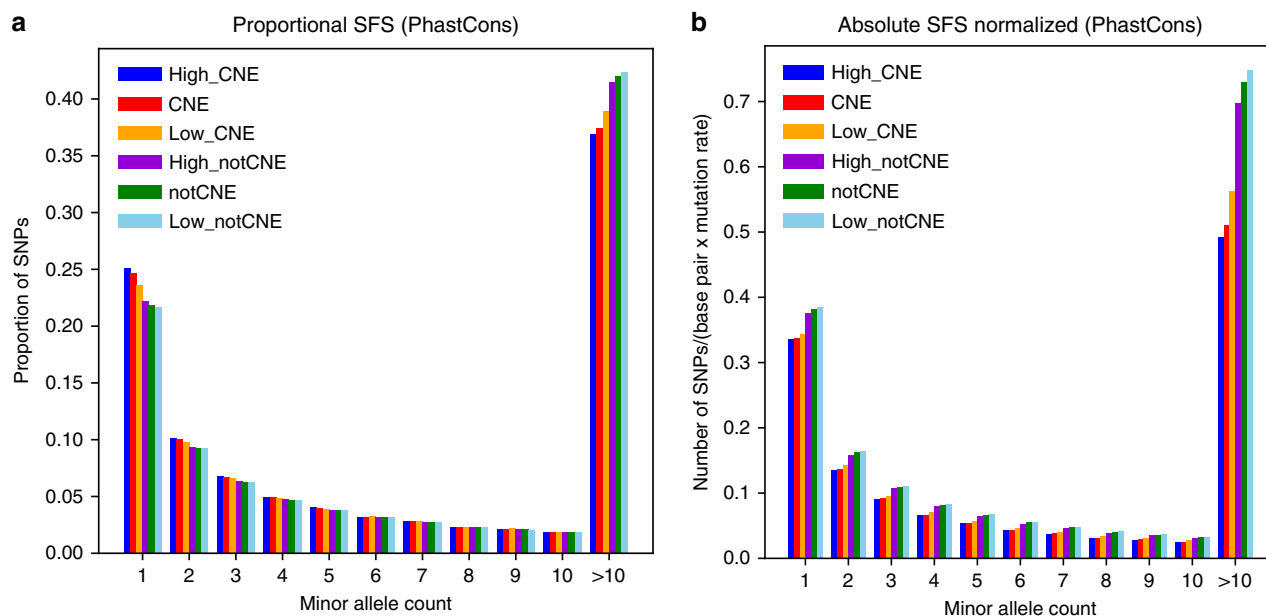 a
Proportional SFS (PhastCons)
High_CNE
CNE
Low_CNE
High_notCNE
notCNE
Low_notCNE
Proportion of SNPs
0.40
0.35
0.30
0.25
0.20
0.15
0.10
0.05
0.00
1 2 3 4 5 6 7 8 9 10 >10
Minor allele count
b
Absolute SFS normalized (PhastCons)
High_CNE
CNE
Low_CNE
High_notCNE
notCNE
Low_notCNE
Number of SNPs/(base pair x mutation rate)
0.7
0.6
0.5
0.4
0.3
0.2
0.1
0.0
1 2 3 4 5 6 7 8 9 10 >10
Minor allele count